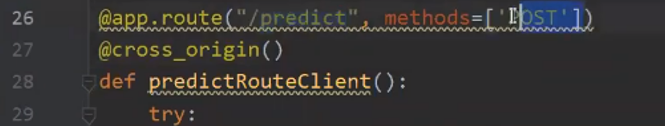 26 @app.route("/predict", methods=['POST'])
27 @cross_origin()
28 def predictRouteClient():
29 try: